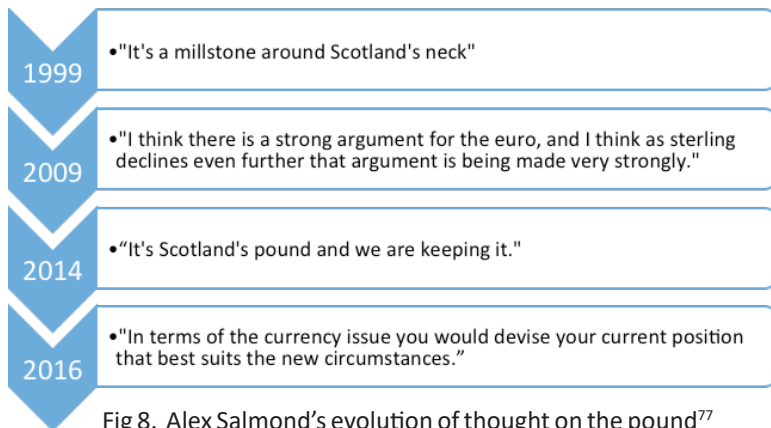 1999
•"It's a millstone around Scotland's neck"
2009
•"I think there is a strong argument for the euro, and I think as sterling
declines even further that argument is being made very strongly."
2014
•“It's Scotland's pound and we are keeping it."
2016
•"In terms of the currency issue you would devise your current position
that best suits the new circumstances.”
Fig 8. Alex Salmond’s evolution of thought on the pound⁷⁷